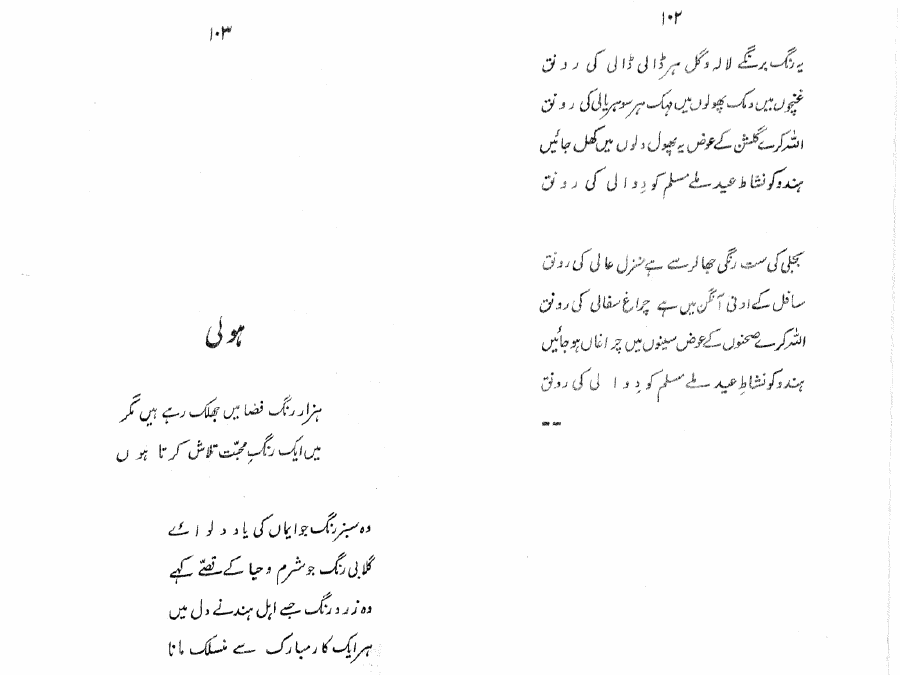 ۱۰۲
یہ رنگ برنگے لالہ و گل ہر ڈالی ڈالی کی رونق
غنچوں میں دمک پھولوں میں مہک ہر سو ہریالی کی رونق
اللہ کرے گلشن کے عوض یہ پھول دلوں میں کھل جائیں
ہندو کو نشاط عید ملے مسلم کو دِوالی کی رونق
بجلی کی ست رنگی جھالر سے ہے منزل عالی کی رونق
سافل کے ادنیٰ آنگن میں ہے چراغ سفالی کی رونق
اللہ کرے صحنوں کے عوض سینوں میں چراغاں ہو جائیں
ہندو کو نشاطِ عید ملے مسلم کو دِوالی کی رونق
--
۱۰۳
ہولی
ہزار رنگ فضا میں جھلک رہے ہیں مگر
میں ایک رنگِ محبّت تلاش کرتا ہوں
وہ سبز رنگ جو ایماں کی یاد دلوائے
گلابی رنگ جو شرم و حیا کے قصّے کہے
وہ زرد رنگ جسے اہل ہند نے دل میں
ہر ایک کار مبارک سے منسلک مانا